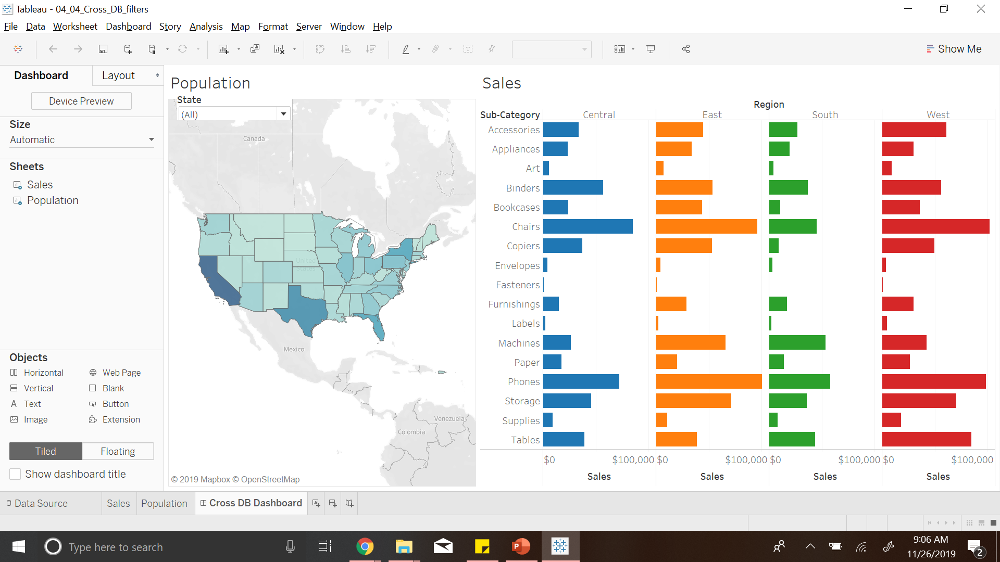 Tableau - 04_04_Cross_DB_filters
File Data Worksheet Dashboard Story Analysis Map Format Server Window Help
Show Me
Dashboard Layout
Device Preview
Size
Automatic
Sheets
Sales
Population
Objects
Horizontal Web Page
Vertical Blank
A Text Button
Image Extension
Tiled Floating
Show dashboard title
Population
State
(All)
Canada
United
States
Mexico
Venezuela
Colombia
© 2019 Mapbox © OpenStreetMap
Sales
Region
Sub-Category Central East South West
Accessories
Appliances
Art
Binders
Bookcases
Chairs
Copiers
Envelopes
Fasteners
Furnishings
Labels
Machines
Paper
Phones
Storage
Supplies
Tables
$0 $100,000 $0 $100,000 $0 $100,000 $0 $100,000
Sales Sales Sales Sales
Data Source Sales Population Cross DB Dashboard
Type here to search
9:06 AM
11/26/2019
2